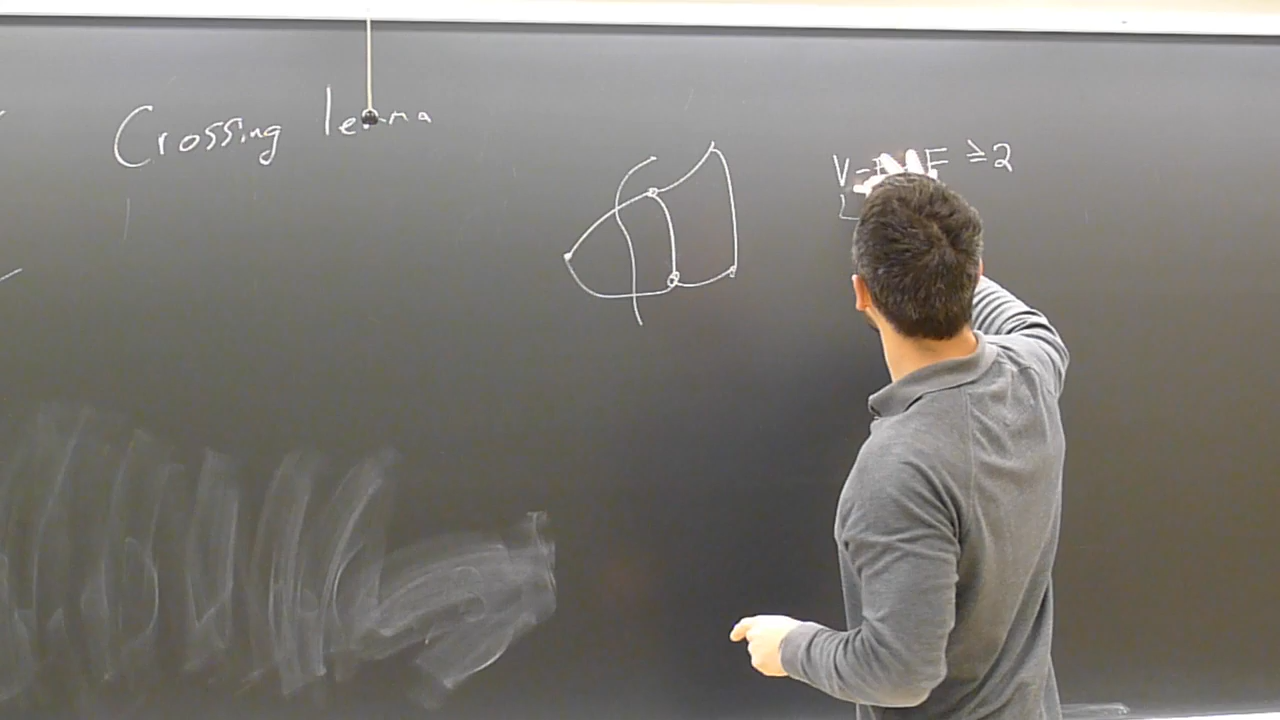 Crossing lemma
V - E + F ≥ 2